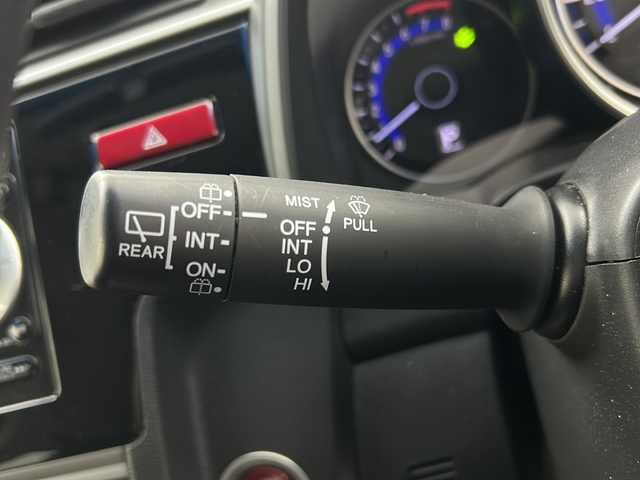 REAR
OFF
INT
ON
MIST
PULL
OFF
INT
LO
HI
P